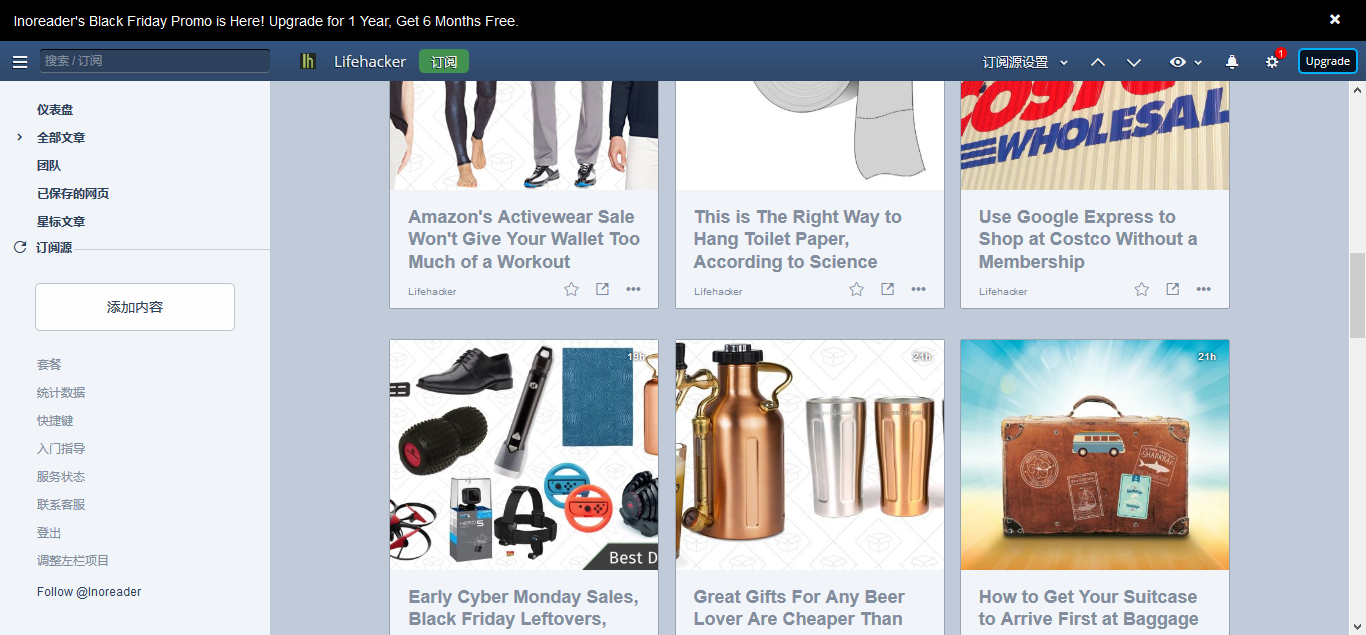 Inoreader's Black Friday Promo is Here! Upgrade for 1 Year, Get 6 Months Free.
搜索 / 订阅
lh
Lifehacker
订阅
订阅源设置
1
Upgrade
仪表盘
全部文章
团队
已保存的网页
星标文章
订阅源
添加内容
套餐
统计数据
快捷键
入门指导
服务状态
联系客服
登出
调整左栏项目
Follow @Inoreader
WHOLESAL
Amazon's Activewear Sale
Won't Give Your Wallet Too
Much of a Workout
Lifehacker
This is The Right Way to
Hang Toilet Paper,
According to Science
Lifehacker
Use Google Express to
Shop at Costco Without a
Membership
Lifehacker
19h
HERO5
Best D
Early Cyber Monday Sales,
Black Friday Leftovers,
21h
Great Gifts For Any Beer
Lover Are Cheaper Than
21h
SHARKBAY
How to Get Your Suitcase
to Arrive First at Baggage